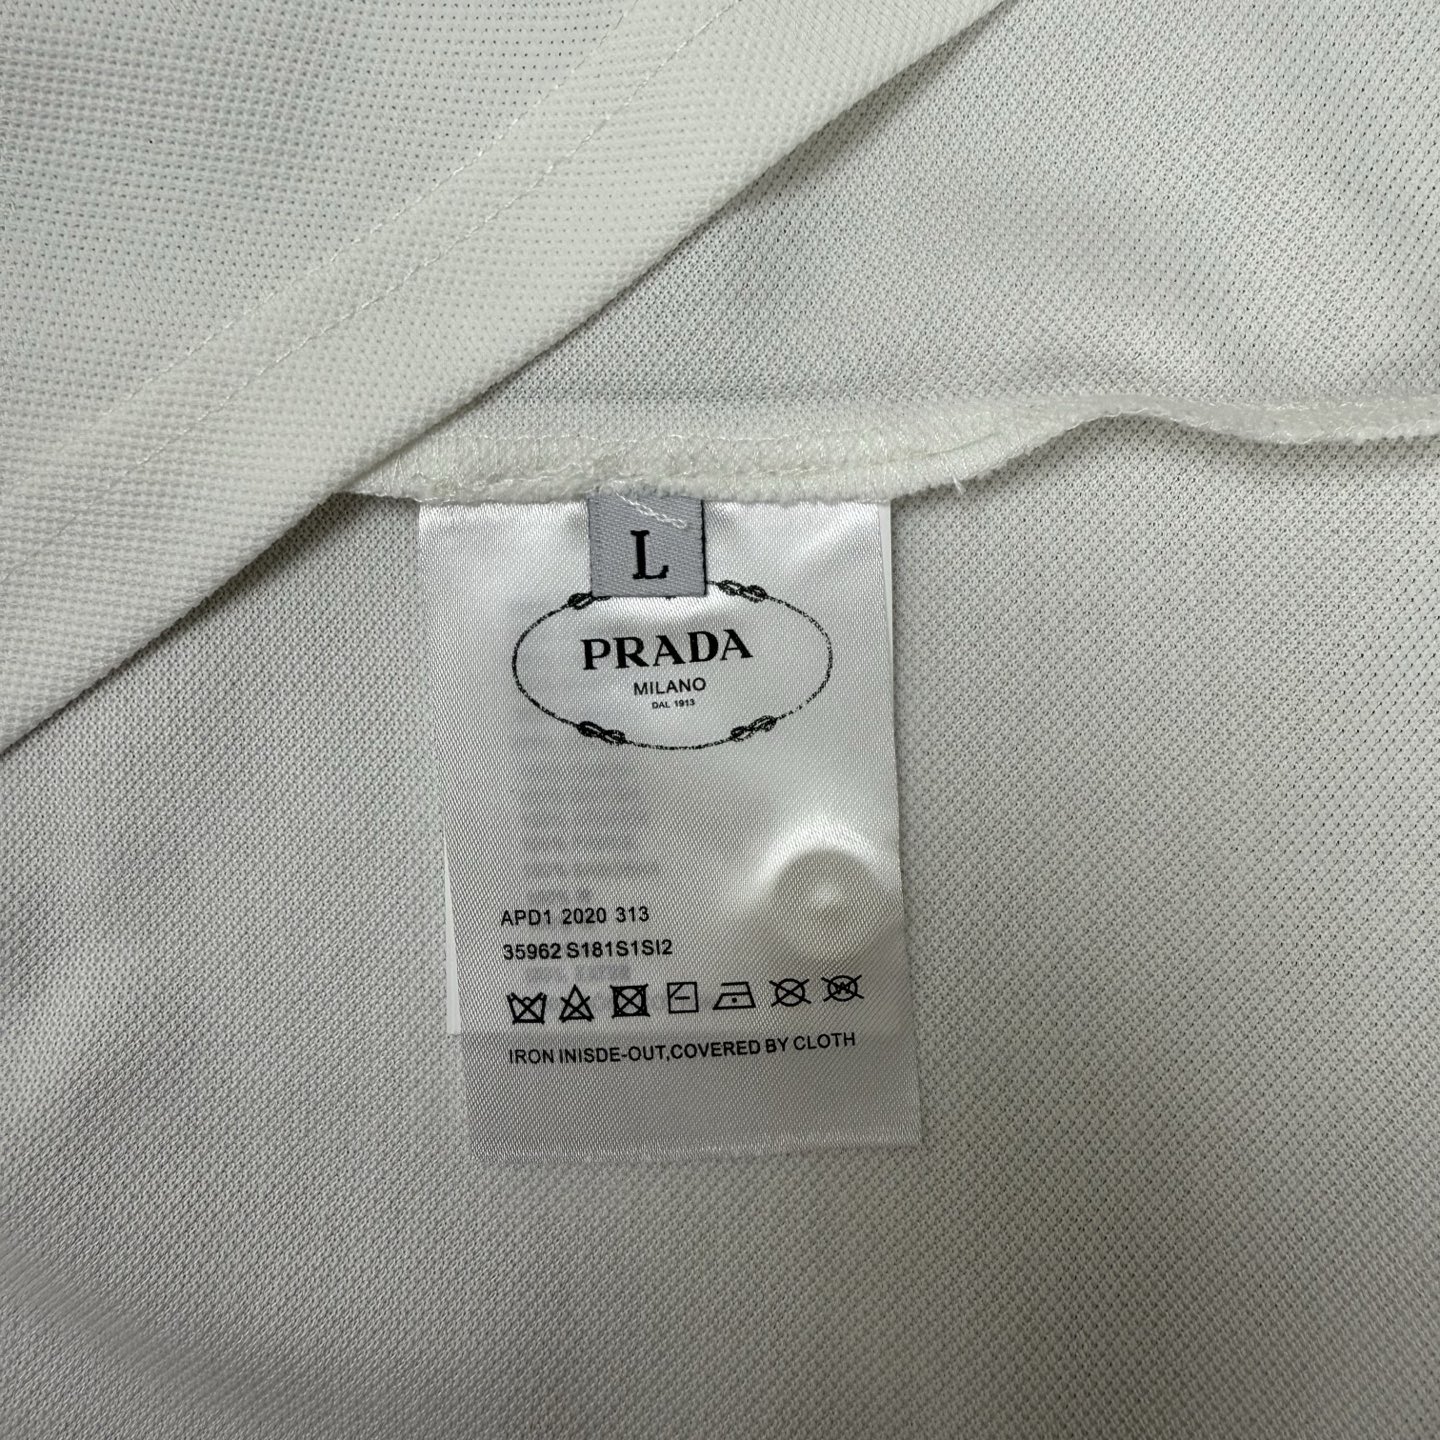 L
PRADA
MILANO
DAL 1913
APD1 2020 313
35962 S181S1SI2
W
IRON INISDE-OUT,COVERED BY CLOTH